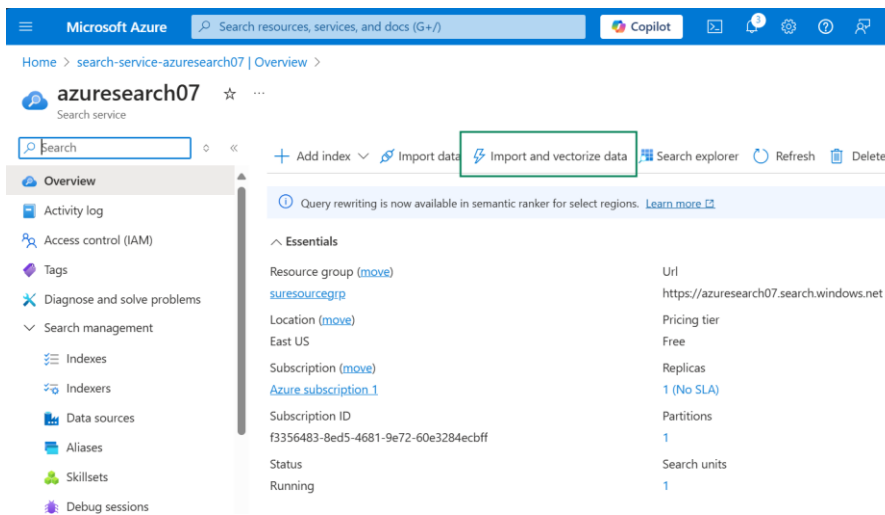 Microsoft Azure
Search resources, services, and docs (G+/)
Copilot
3
Home > search-service-azuresearch07 | Overview >
azuresearch07
Search service
Search
Add index
Import data
Import and vectorize data
Search explorer
Refresh
Delete
Overview
Activity log
Access control (IAM)
Tags
Diagnose and solve problems
Search management
Indexes
Indexers
Data sources
Aliases
Skillsets
Debug sessions
Query rewriting is now available in semantic ranker for select regions. Learn more
Essentials
Resource group (move)
suresourcegrp
Location (move)
East US
Subscription (move)
Azure subscription 1
Subscription ID
f3356483-8ed5-4681-9e72-60e3284ecbff
Status
Running
Url
https://azuresearch07.search.windows.net
Pricing tier
Free
Replicas
1 (No SLA)
Partitions
1
Search units
1